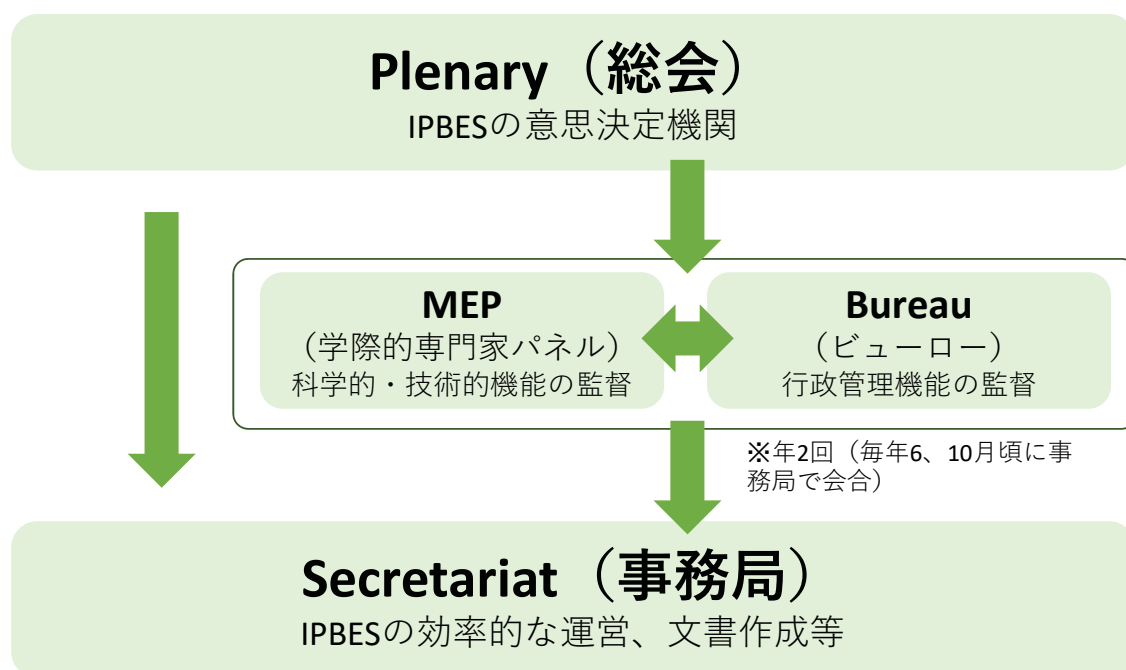 Plenary（総会）
IPBESの意思決定機関
MEP
（学際的専門家パネル）
科学的・技術的機能の監督
Bureau
（ビューロー）
行政管理機能の監督
※年2回（毎年6、10月頃に事
務局で会合）
Secretariat（事務局）
IPBESの効率的な運営、文書作成等